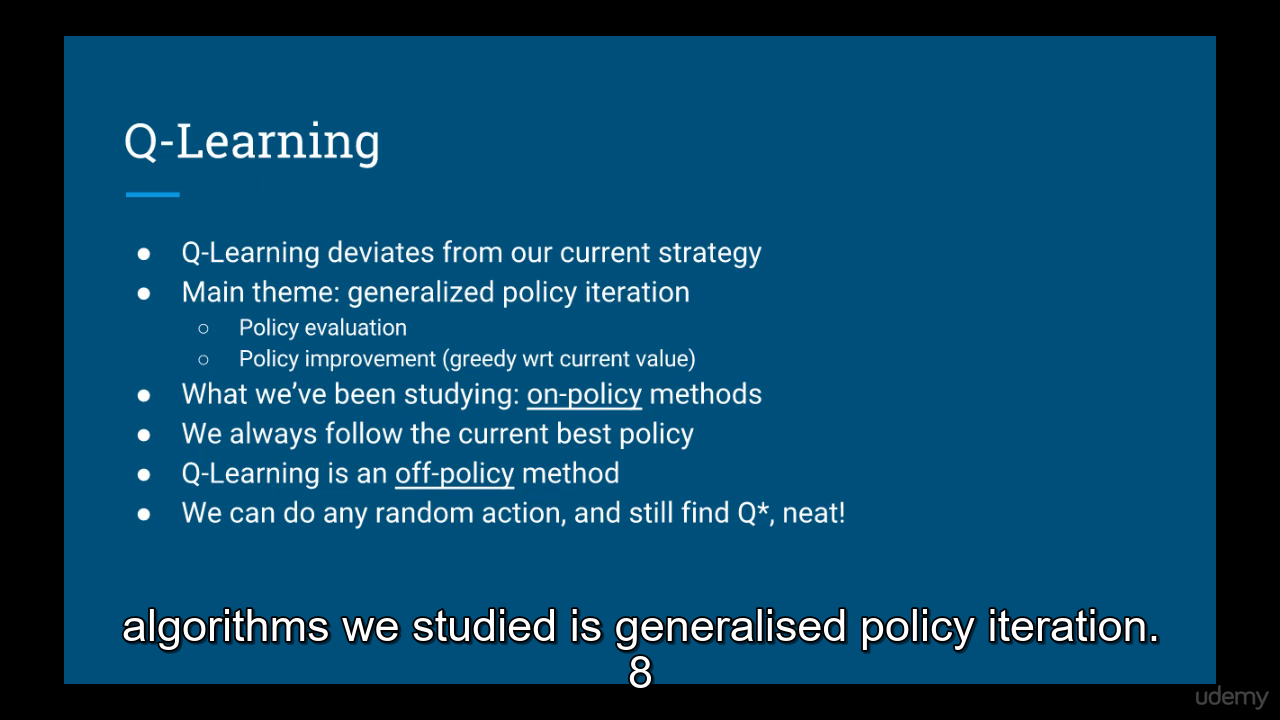 Q-Learning
● Q-Learning deviates from our current strategy
● Main theme: generalized policy iteration
○ Policy evaluation
○ Policy improvement (greedy wrt current value)
● What we’ve been studying: on-policy methods
● We always follow the current best policy
● Q-Learning is an off-policy method
● We can do any random action, and still find Q*, neat!
algorithms we studied is generalised policy iteration.
8
udemy